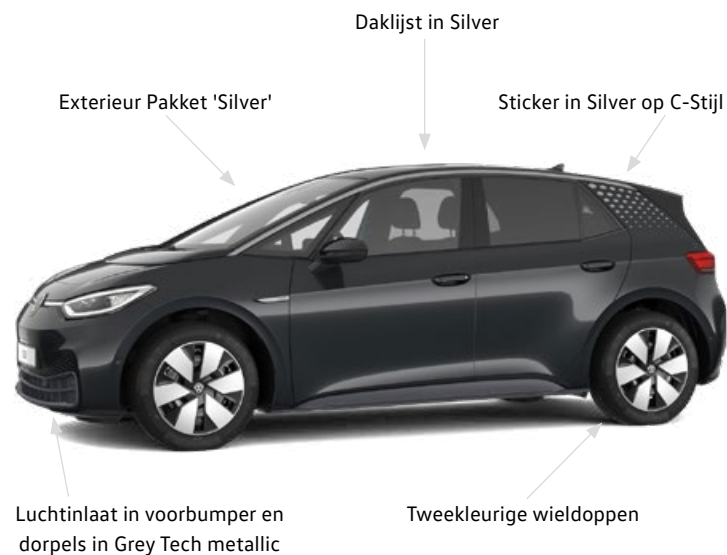 Daklijst in Silver
Exterieur Pakket 'Silver'
Sticker in Silver op C-Stijl
Luchtinlaat in voorbumper en
dorpels in Grey Tech metallic
Tweekleurige wieldoppen